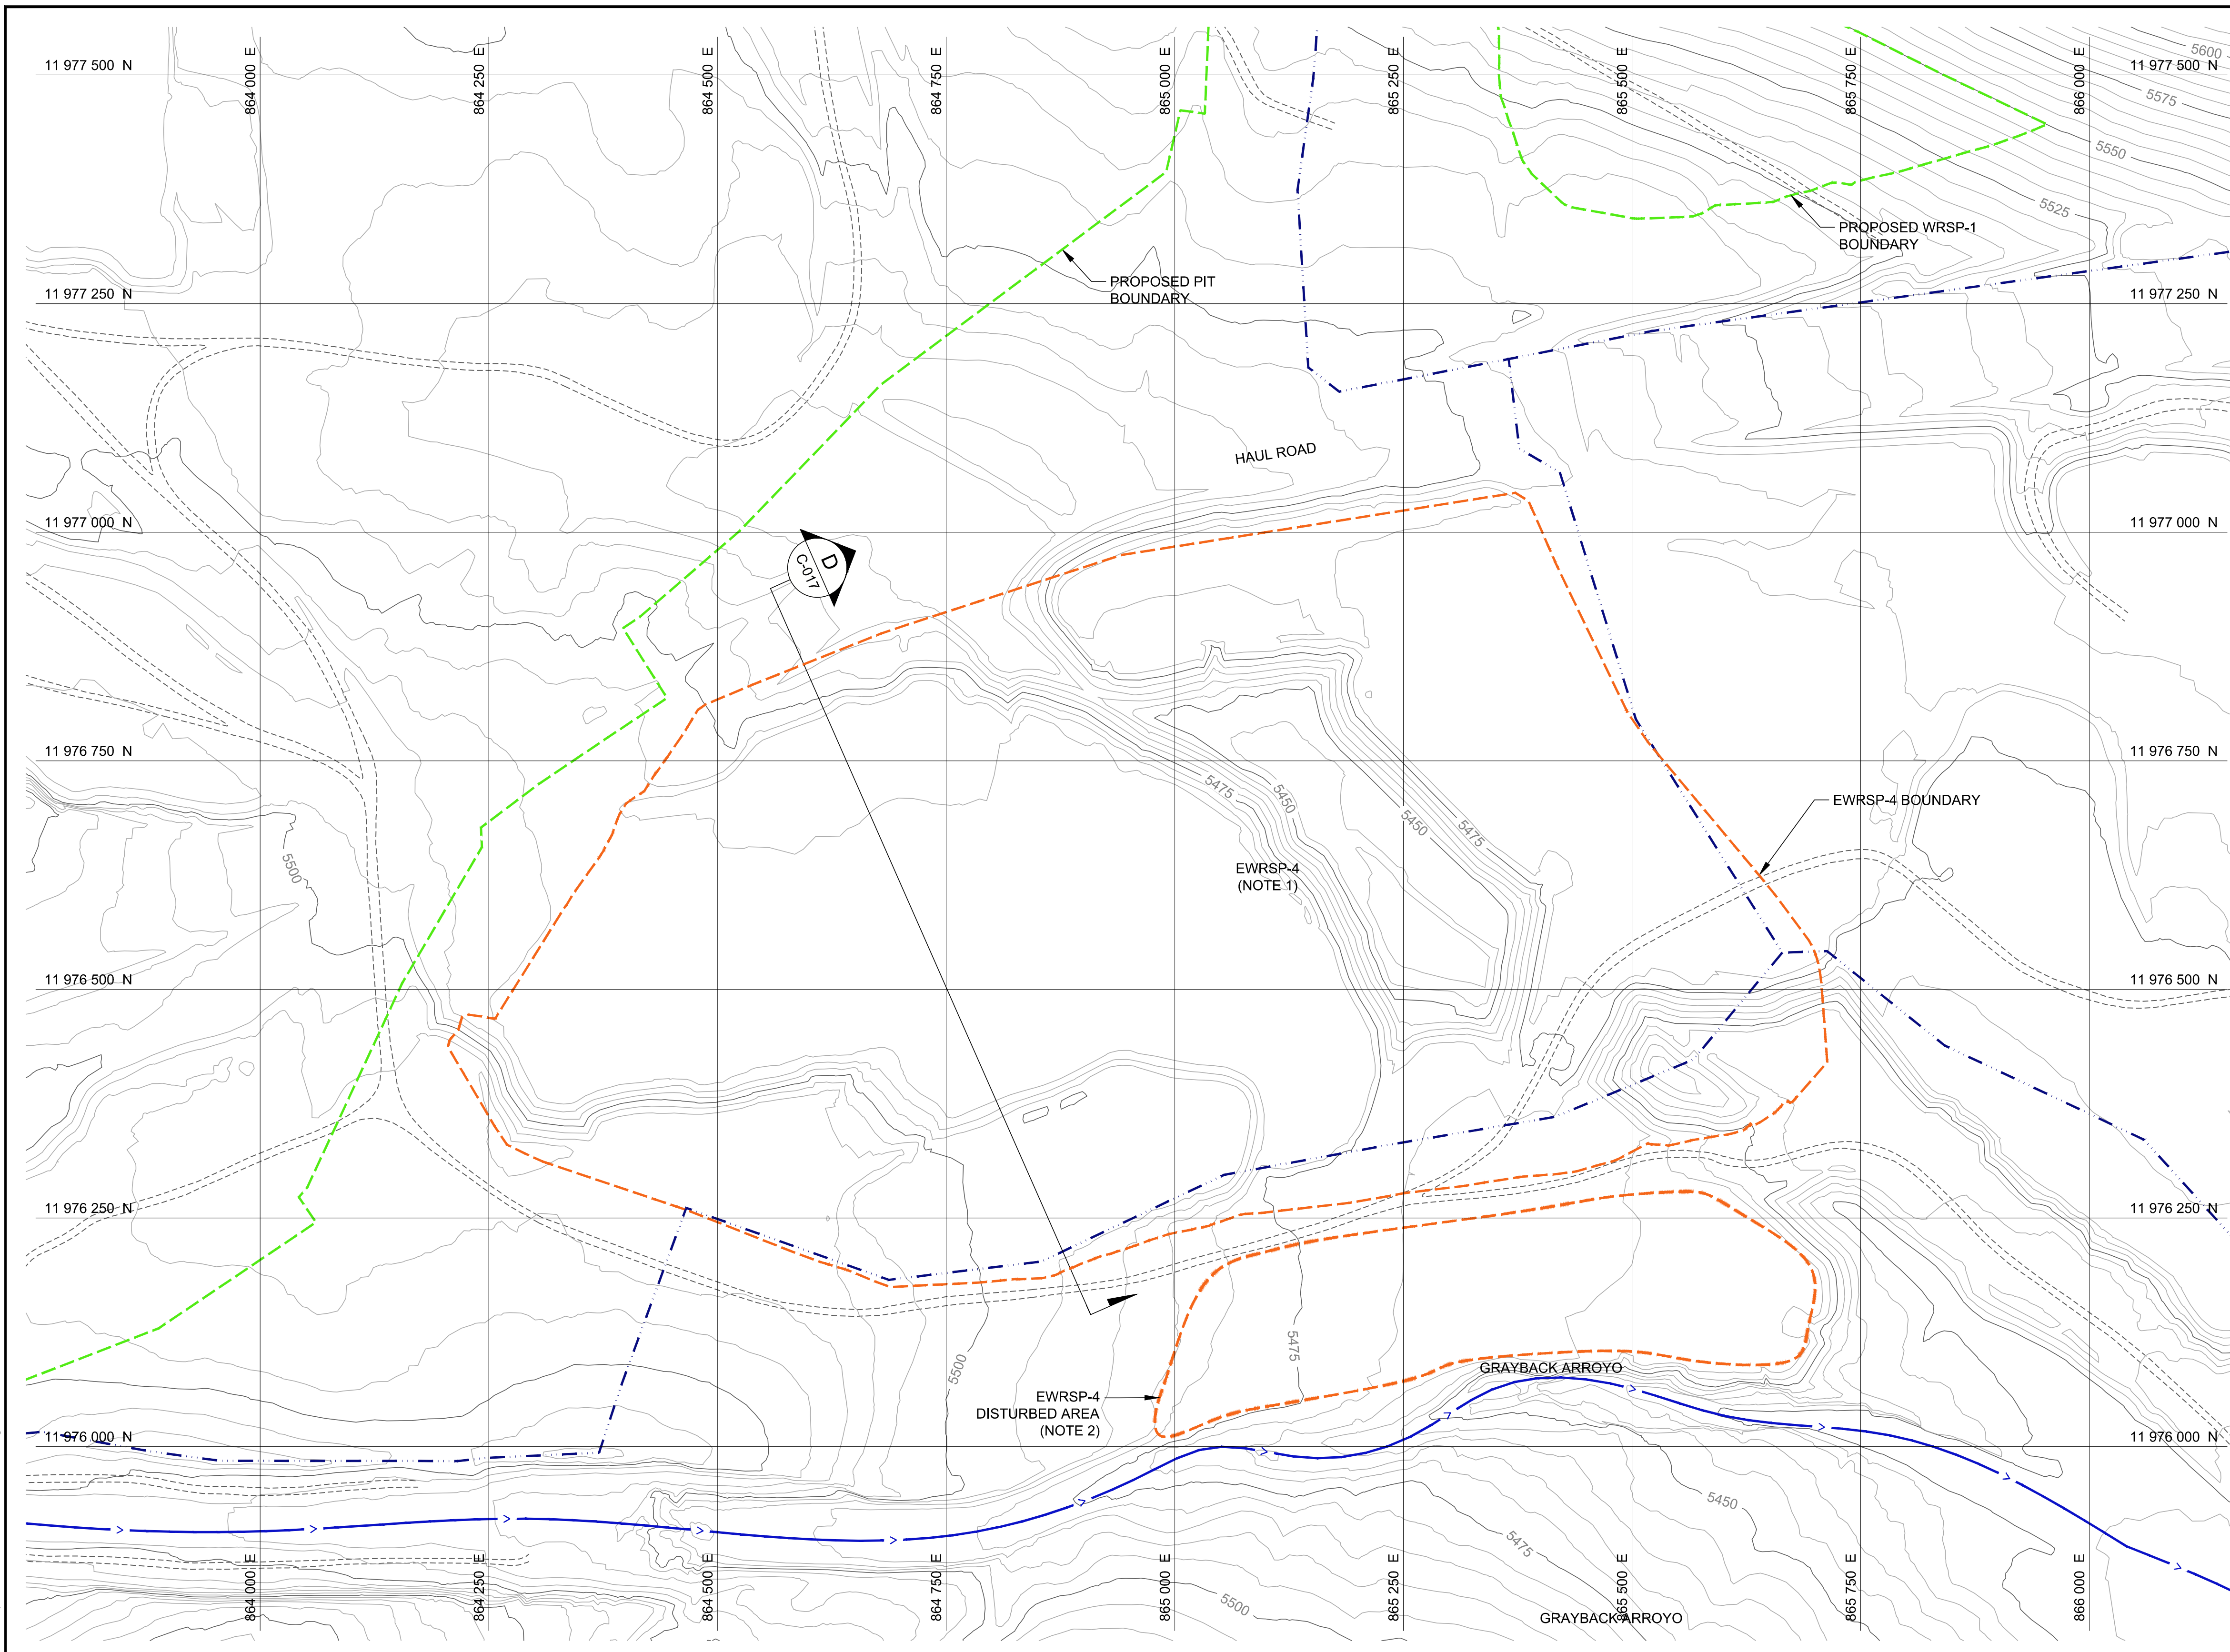 864 000 E
864 250 E
864 500 E
864 750 E
865 000 E
865 250 E
865 500 E
865 750 E
866 000 E
11 977 500 N
11 977 500 N
5600
5575
5550
5525
PROPOSED WRSP-1
BOUNDARY
PROPOSED PIT
BOUNDARY
11 977 250 N
11 977 250 N
HAUL ROAD
11 977 000 N
11 977 000 N
D
C-017
11 976 750 N
11 976 750 N
5475
5450
5450
5475
EWRSP-4 BOUNDARY
5500
EWRSP-4
(NOTE 1)
11 976 500 N
11 976 500 N
11 976 250 N
11 976 250 N
5500
5475
GRAYBACK ARROYO
EWRSP-4
DISTURBED AREA
(NOTE 2)
11 976 000 N
11 976 000 N
5450
5475
5500
GRAYBACK ARROYO
864 000 E
864 250 E
864 500 E
864 750 E
865 000 E
865 250 E
865 500 E
865 750 E
866 000 E